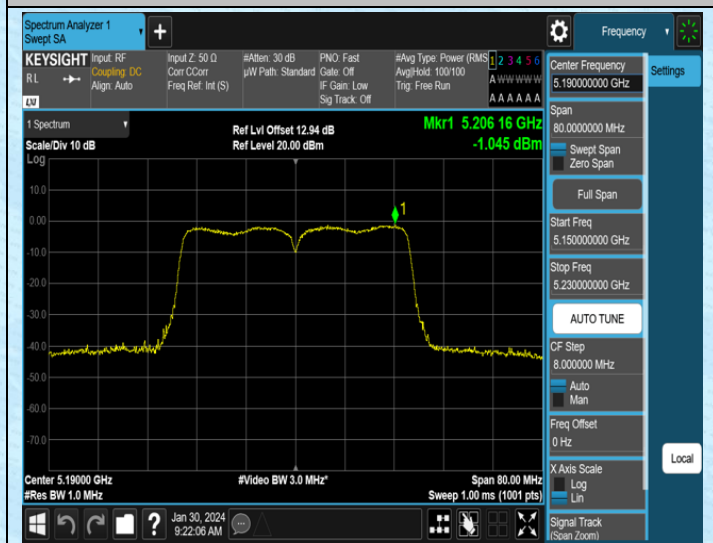 Spectrum Analyzer 1
Swept SA
Frequency
KEYSIGHT
R L
LXI
Input: RF
Coupling: DC
Align: Auto
Input Z: 50 Ω
Corr CCorr
Freq Ref: Int (S)
#Atten: 30 dB
µW Path: Standard
PNO: Fast
Gate: Off
IF Gain: Low
Sig Track: Off
#Avg Type: Power (RMS
Avg|Hold: 100/100
Trig: Free Run
1 2 3 4 5 6
A W W W W W
A A A A A A
1 Spectrum
Scale/Div 10 dB
Log
Ref Lvl Offset 12.94 dB
Ref Level 20.00 dBm
Mkr1 5.206 16 GHz
-1.045 dBm
10.0
0.00
-10.0
-20.0
-30.0
-40.0
-50.0
-60.0
-70.0
1
Center 5.19000 GHz
#Res BW 1.0 MHz
#Video BW 3.0 MHz*
Span 80.00 MHz
Sweep 1.00 ms (1001 pts)
Center Frequency
5.190000000 GHz
Span
80.0000000 MHz
Swept Span
Zero Span
Full Span
Start Freq
5.150000000 GHz
Stop Freq
5.230000000 GHz
AUTO TUNE
CF Step
8.000000 MHz
Auto
Man
Freq Offset
0 Hz
X Axis Scale
Log
Lin
Signal Track
(Span Zoom)
Settings
Local
?
Jan 30, 2024
9:22:06 AM